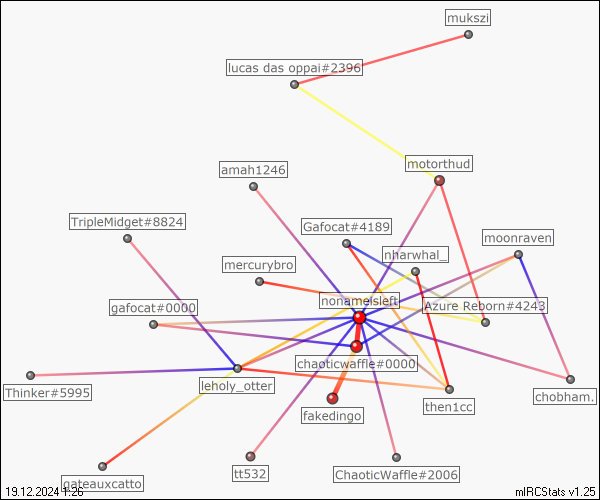 mukszi
lucas das oppai#2396
motorthud
amah1246
TripleMidget#8824
Gafocat#4189
moonraven
nharwhal_
mercurybro
nonameisleft
gafocat#0000
Azure Reborn#4243
chaoticwaffle#0000
leholy_otter
Thinker#5995
chobham.
then1cc
fakedingo
tt532
ChaoticWaffle#2006
gateauxcatto
19.12.2024 1:26
mIRCStats v1.25